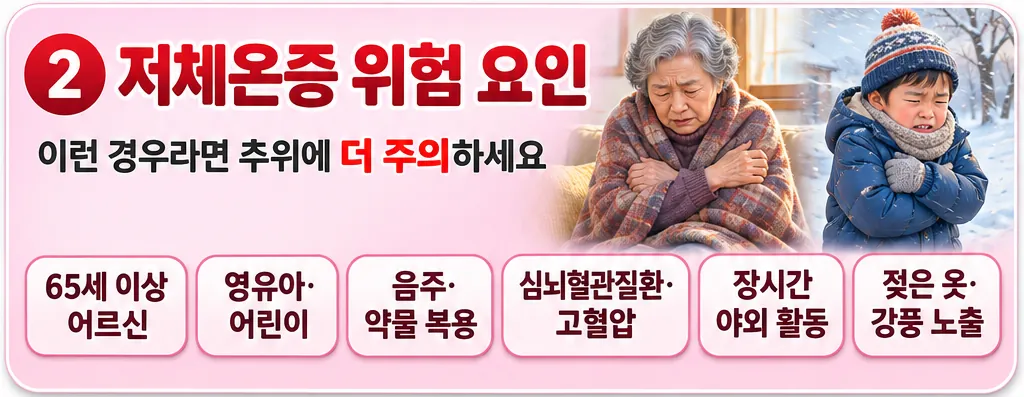 2 저체온증 위험 요인
이런 경우라면 추위에 더 주의하세요
65세 이상
어르신
영유아·
어린이
음주·
약물 복용
심뇌혈관질환·
고혈압
장시간
야외 활동
젖은 옷·
강풍 노출